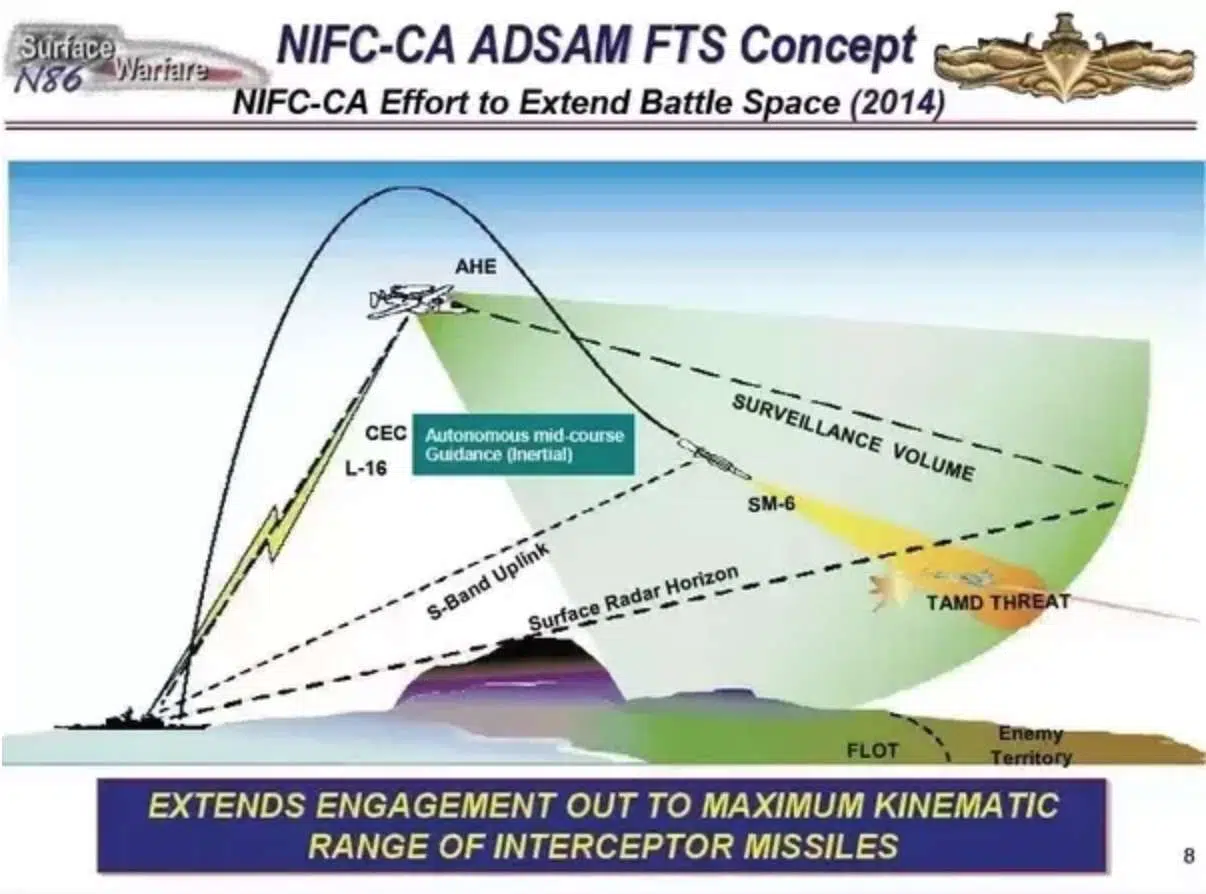 Surface
N86 Warfare
NIFC-CA ADSAM FTS Concept
NIFC-CA Effort to Extend Battle Space (2014)
AHE
SURVEILLANCE VOLUME
CEC
L-16
Autonomous mid-course
Guidance (Inertial)
SM-6
S-Band Uplink
Surface Radar Horizon
TAMD THREAT
FLOT
Enemy
Territory
EXTENDS ENGAGEMENT OUT TO MAXIMUM KINEMATIC
RANGE OF INTERCEPTOR MISSILES
8